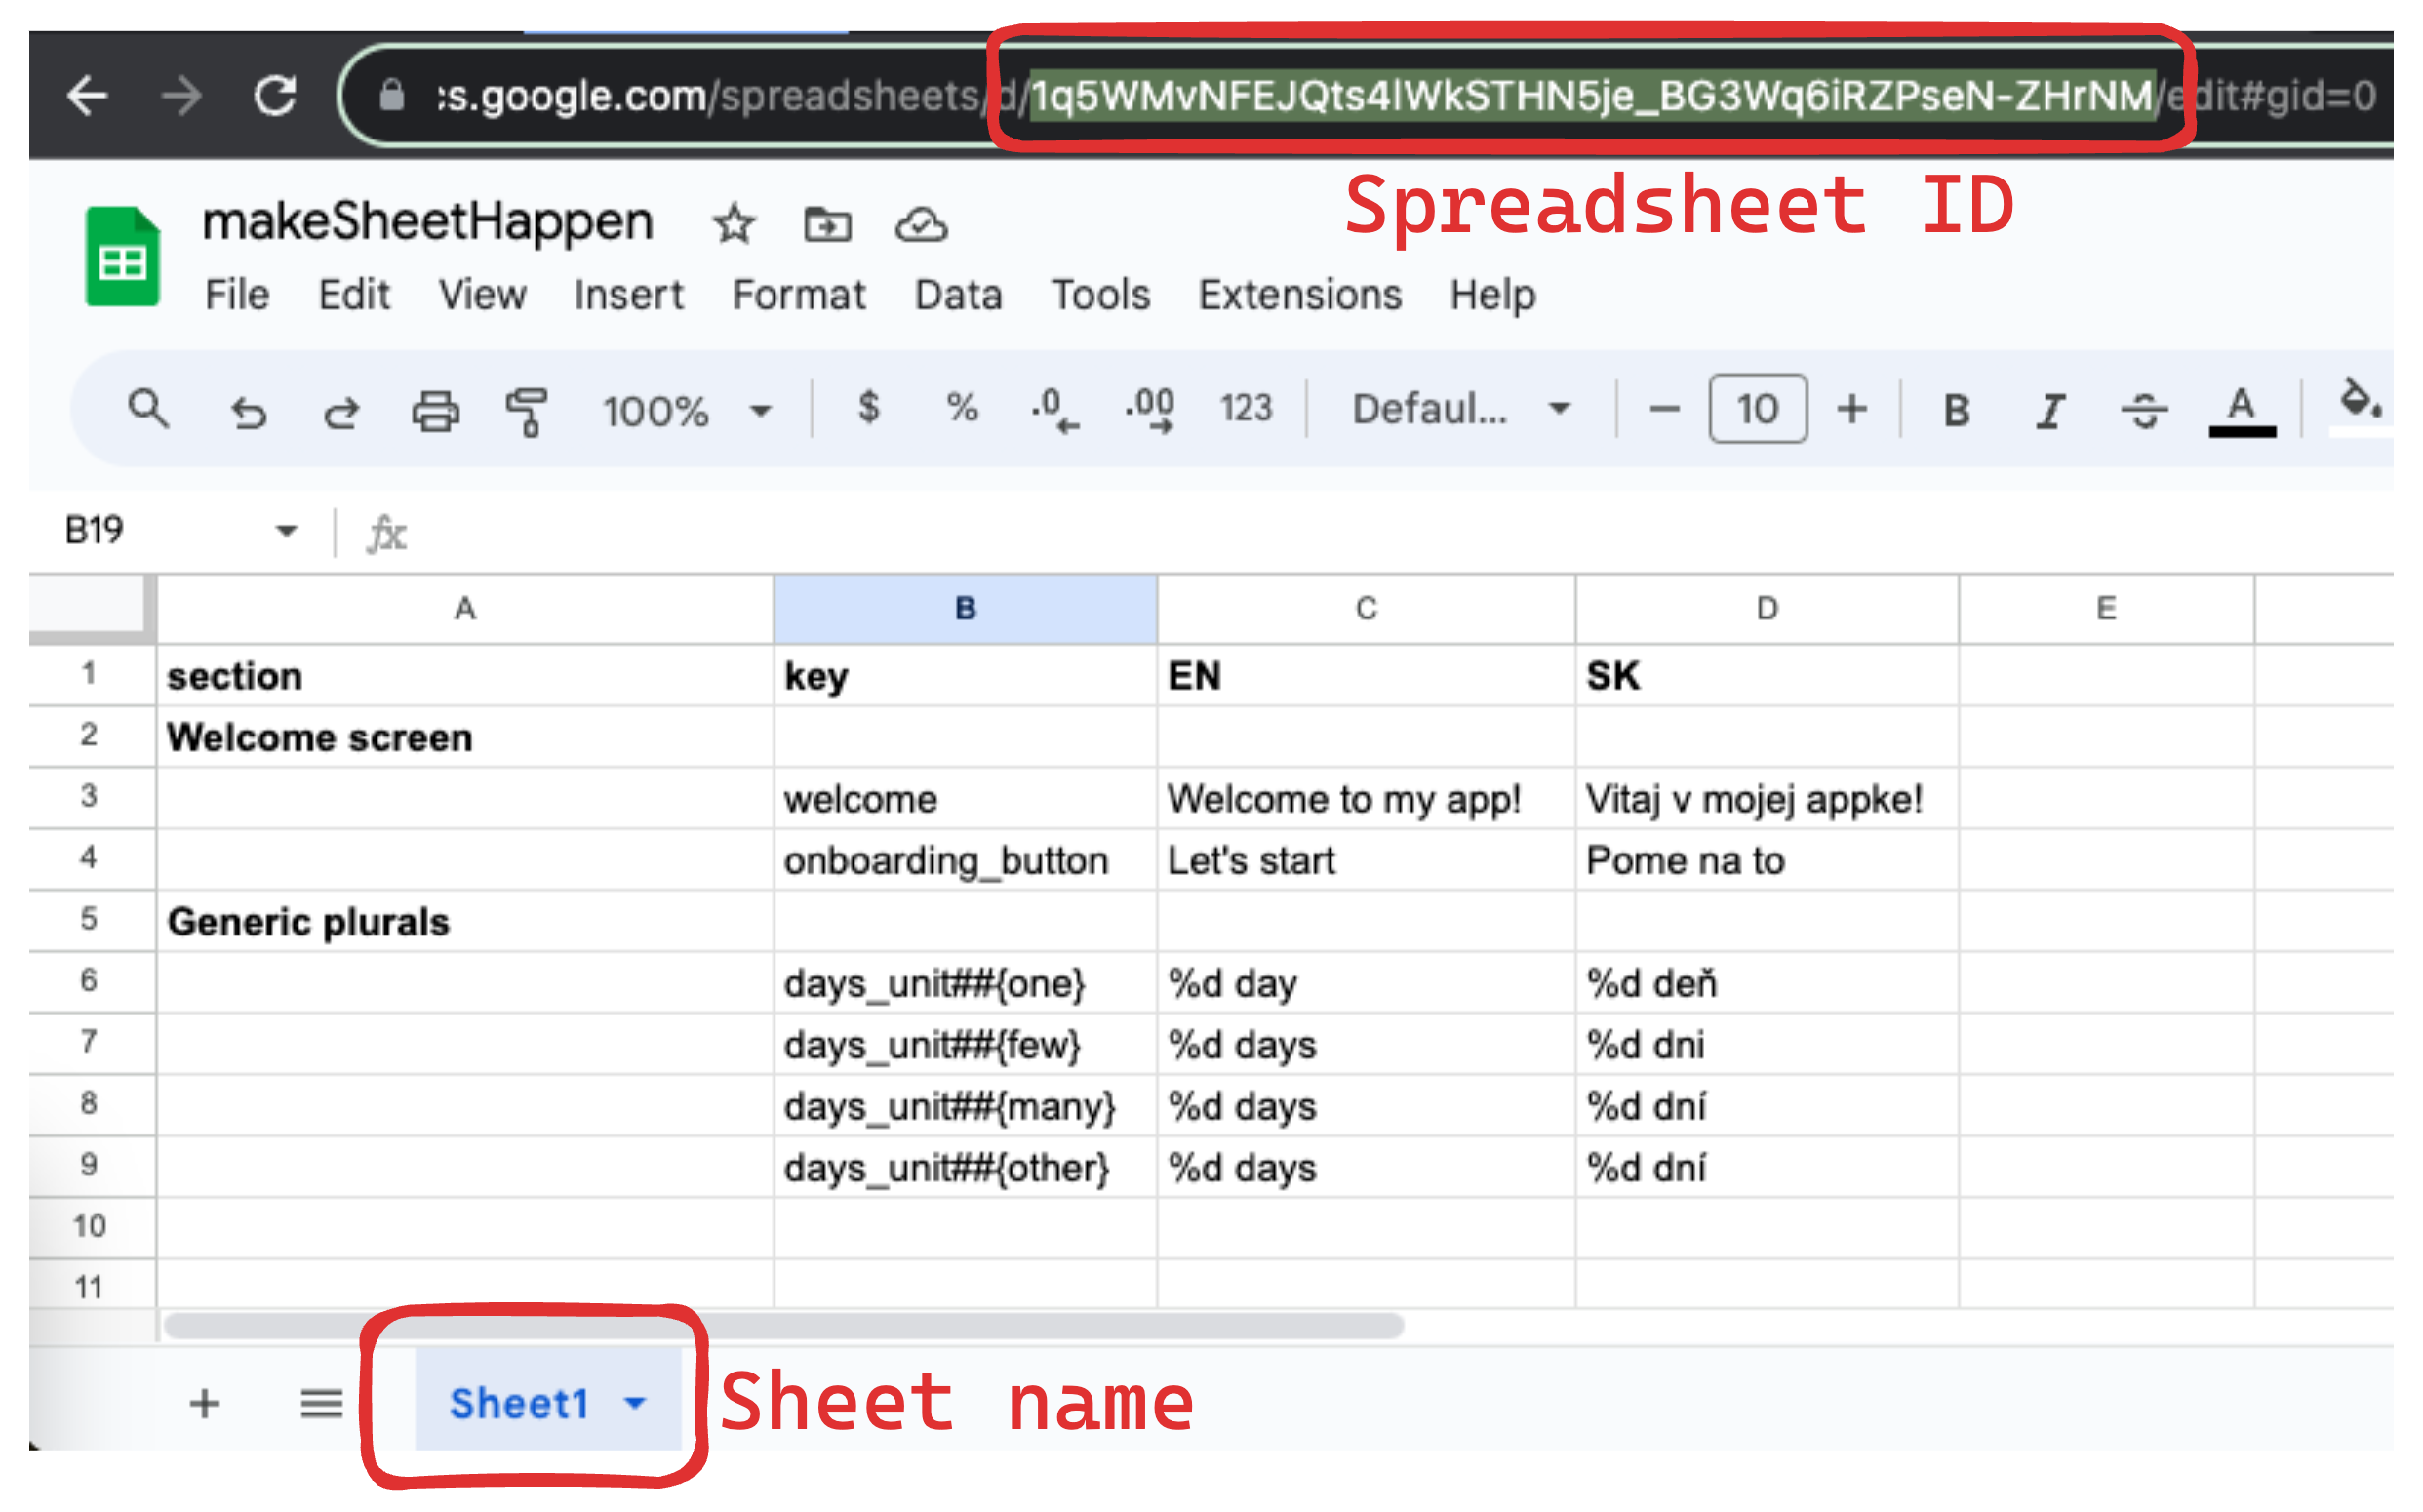 :s.google.com/spreadsheets/d/1q5WMvNFEJQts4lWkSTHN5je_BG3Wq6iRZPseN-ZHrNM/edit#gid=0
Spreadsheet ID
makeSheetHappen
File Edit View Insert Format Data Tools Extensions Help
100% $ % .0 .00 123 Defaul... 10 B I S A
B19 fx
A B C D E
1 section key EN SK
2 Welcome screen
3 welcome Welcome to my app! Vitaj v mojej appke!
4 onboarding_button Let's start Pome na to
5 Generic plurals
6 days_unit##{one} %d day %d deň
7 days_unit##{few} %d days %d dni
8 days_unit##{many} %d days %d dní
9 days_unit##{other} %d days %d dní
10
11
Sheet1 Sheet name